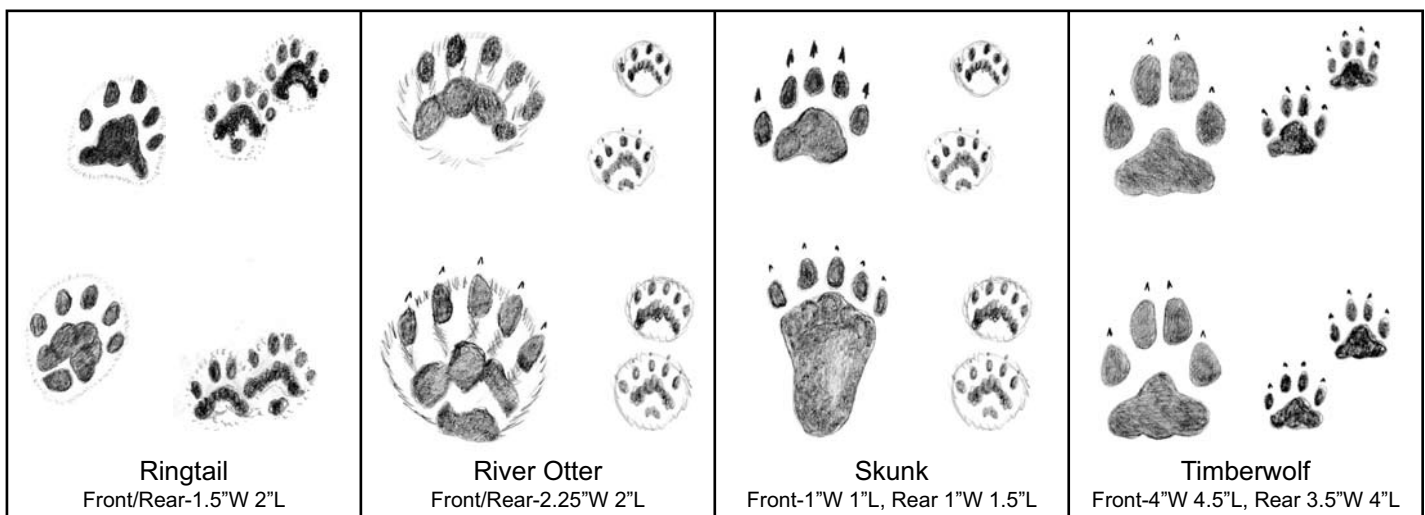 Ringtail
Front/Rear-1.5”W 2”L
River Otter
Front/Rear-2.25”W 2”L
Skunk
Front-1”W 1”L, Rear 1”W 1.5”L
Timberwolf
Front-4”W 4.5”L, Rear 3.5”W 4”L